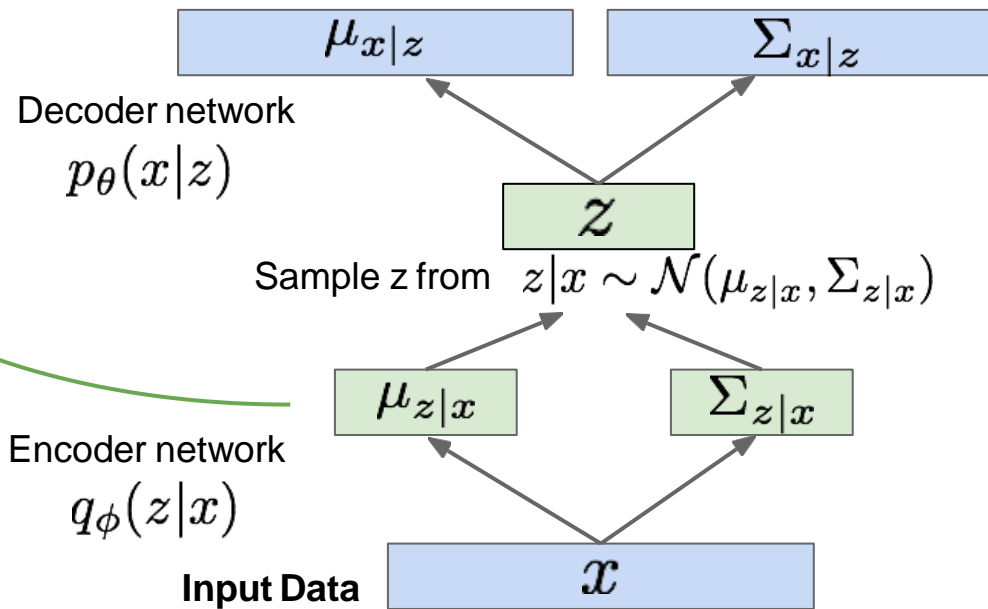 μ_{x|z} Σ_{x|z}
Decoder network
p_θ(x|z)
z
Sample z from z|x ∼ 𝒩(μ_{z|x}, Σ_{z|x})
μ_{z|x} Σ_{z|x}
Encoder network
q_ϕ(z|x)
Input Data x